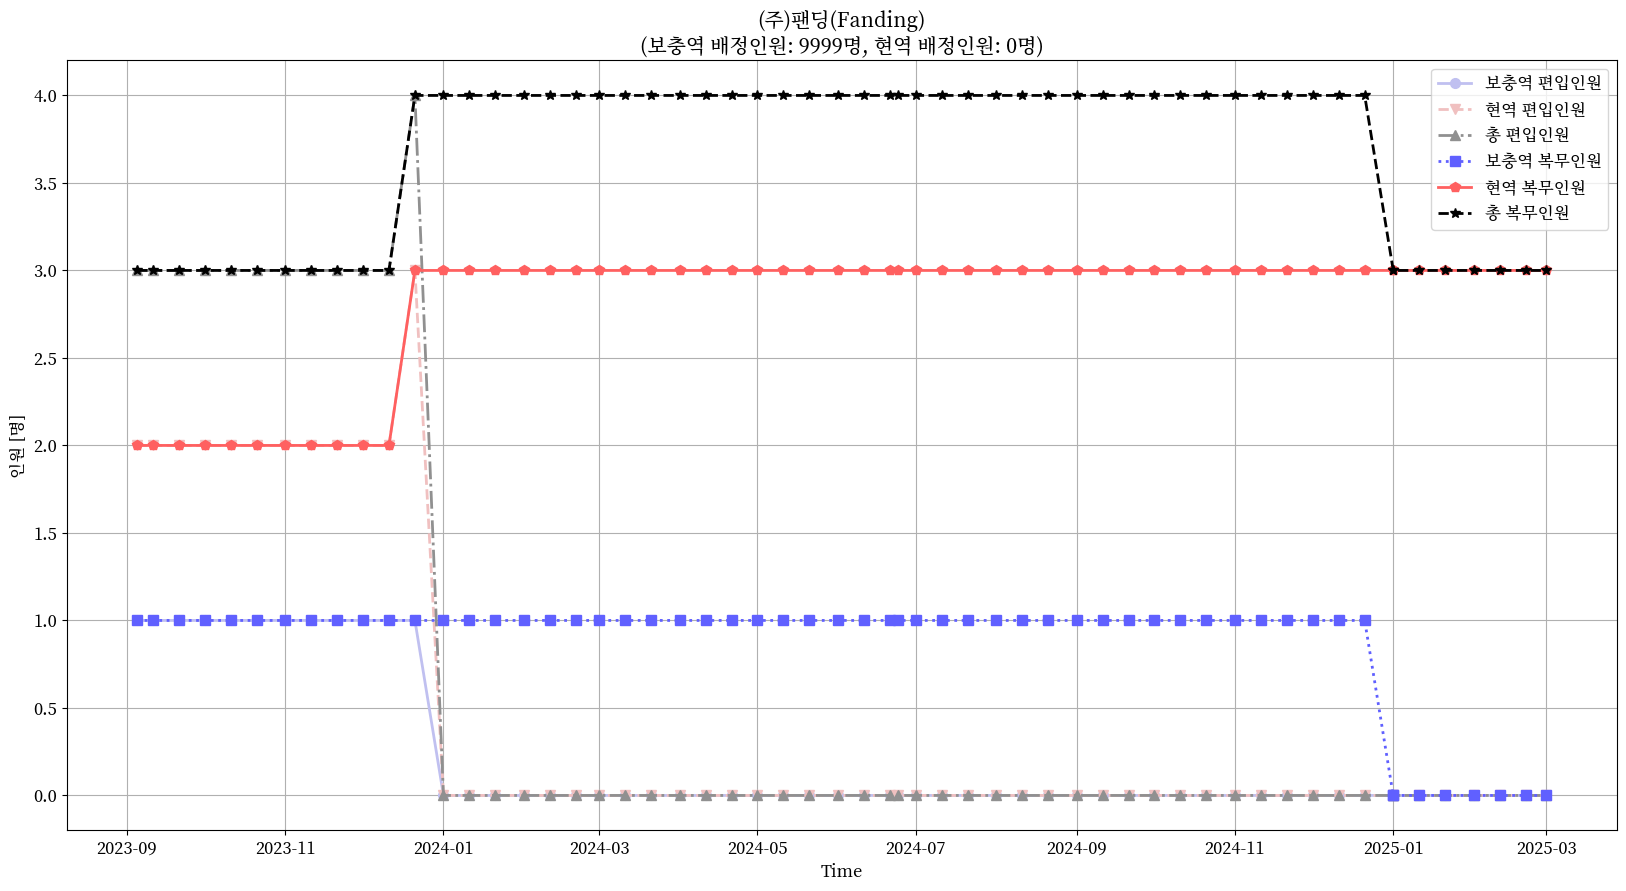 (주)팬딩(Fanding)
(보충역 배정인원: 9999명, 현역 배정인원: 0명)
보충역 편입인원
현역 편입인원
총 편입인원
보충역 복무인원
현역 복무인원
총 복무인원
인원 [명]
4.0
3.5
3.0
2.5
2.0
1.5
1.0
0.5
0.0
2023-09
2023-11
2024-01
2024-03
2024-05
2024-07
2024-09
2024-11
2025-01
2025-03
Time